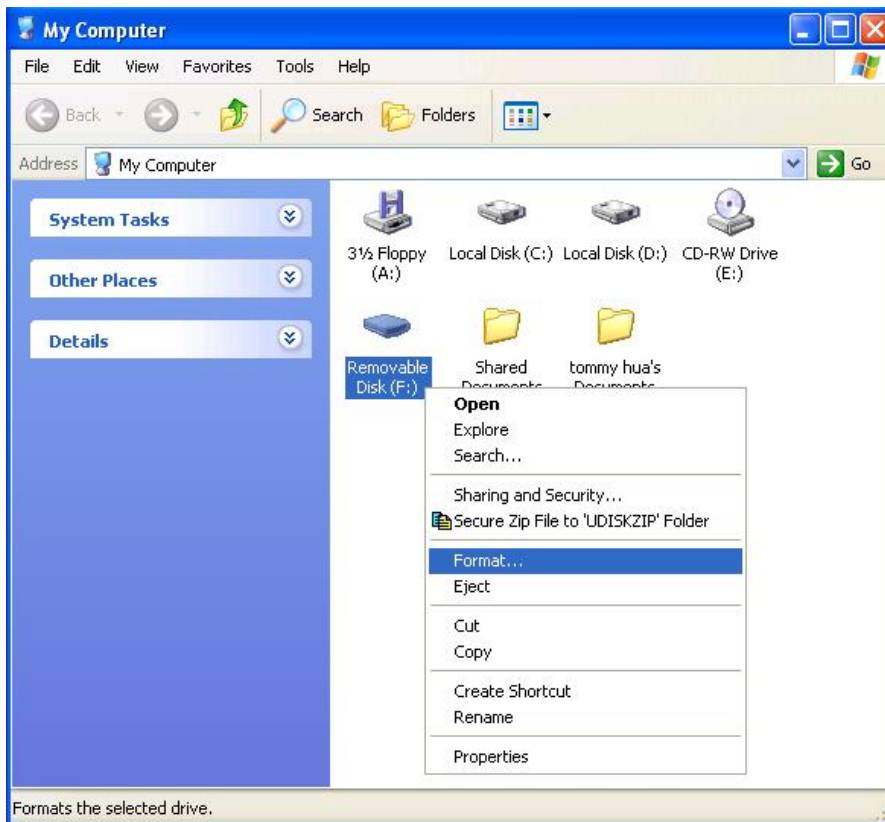 My Computer
File Edit View Favorites Tools Help
Back Search Folders
Address My Computer Go
System Tasks
Other Places
Details
3½ Floppy (A:)
Local Disk (C:)
Local Disk (D:)
CD-RW Drive (E:)
Removable Disk (F:)
Shared Documents
tommy hua's Documents
Open
Explore
Search...
Sharing and Security...
Secure Zip File to 'UDISKZIP' Folder
Format...
Eject
Cut
Copy
Create Shortcut
Rename
Properties
Formats the selected drive.